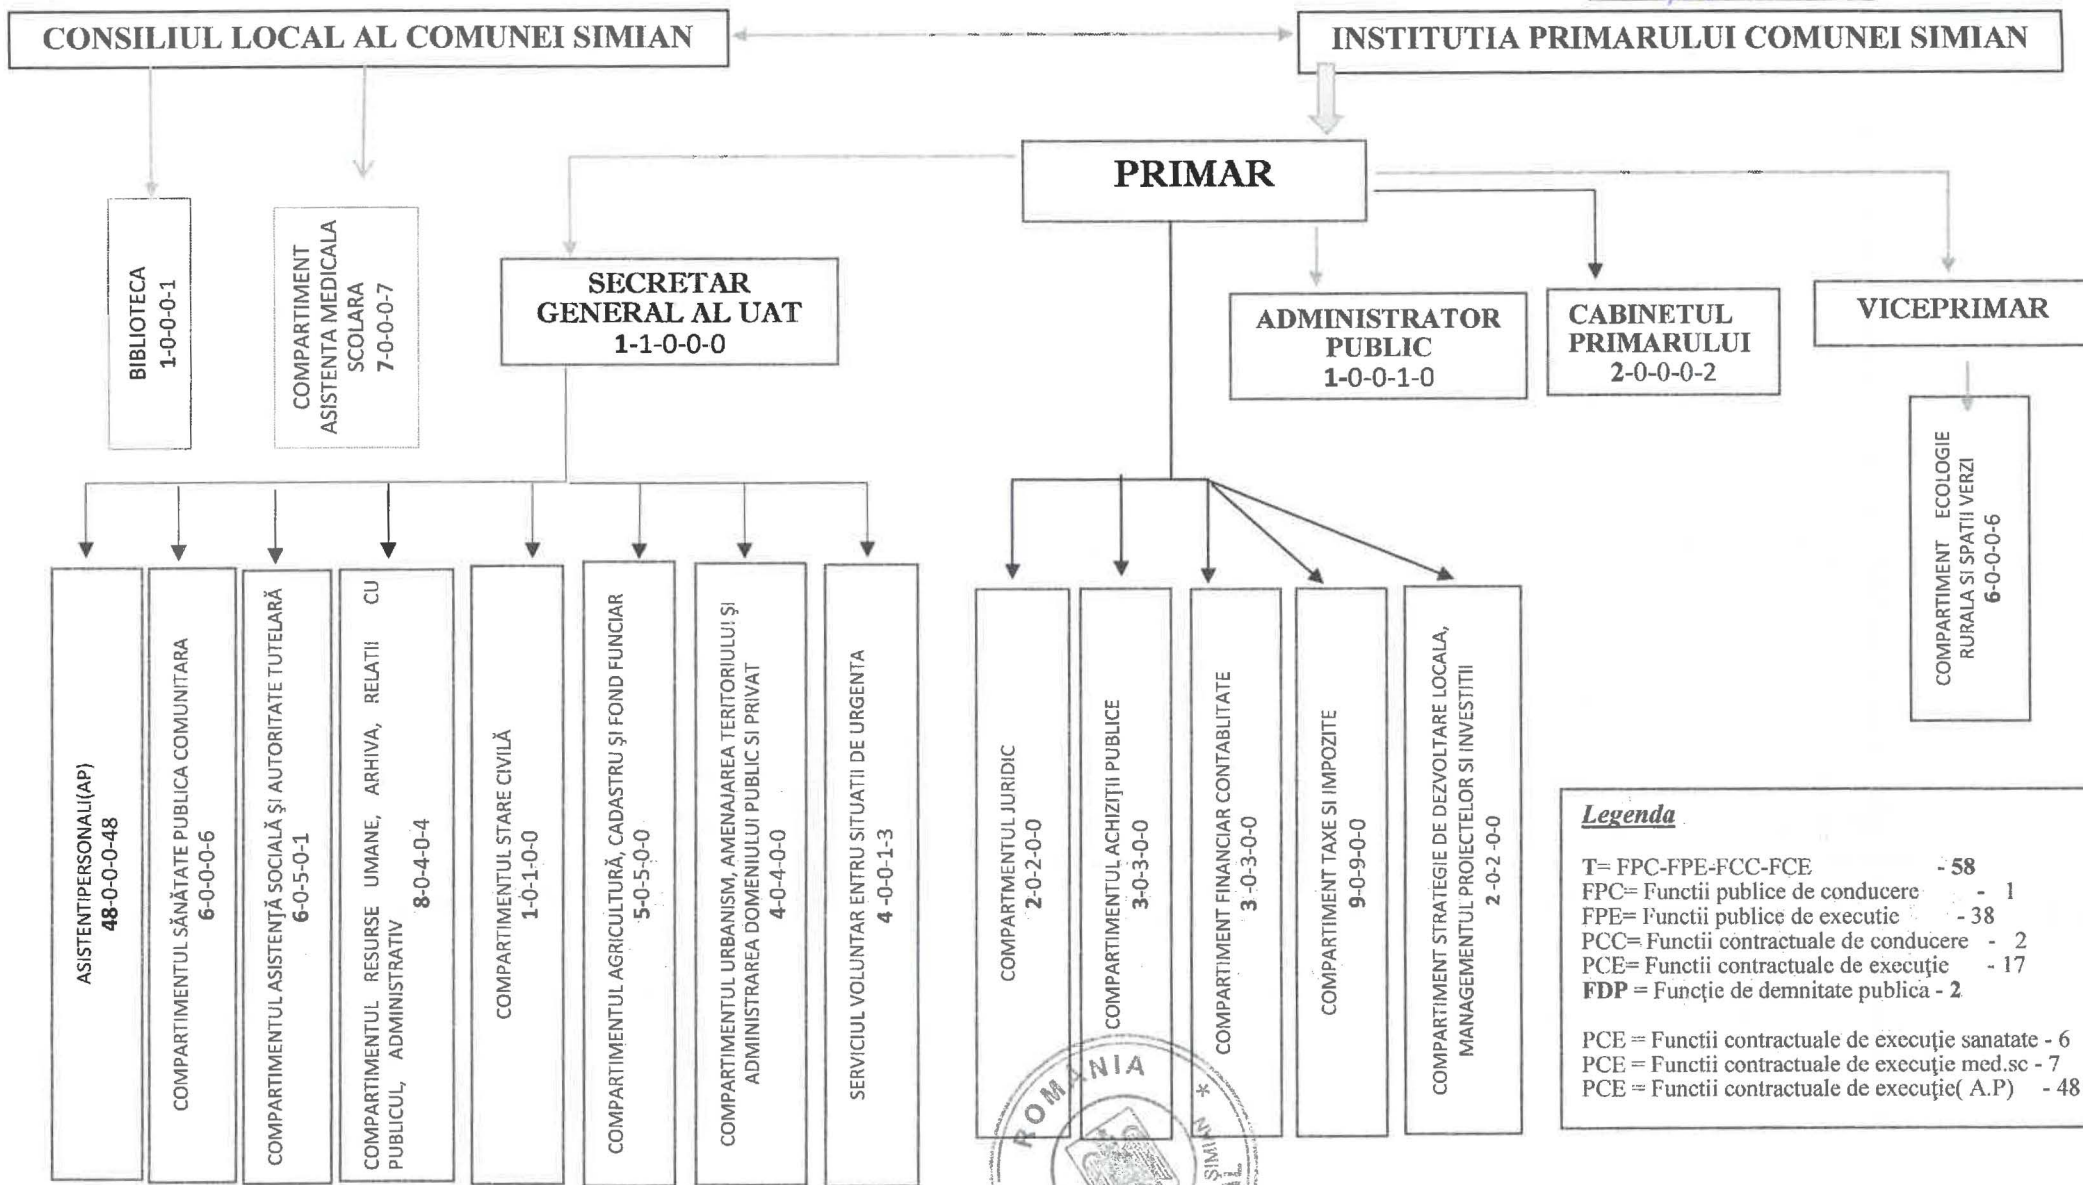 CONSILIUL LOCAL AL COMUNEI SIMIAN
INSTITUTIA PRIMARULUI COMUNEI SIMIAN
PRIMAR
BIBLIOTECA
1-0-0-0-1
COMPARTIMENT
ASISTENTA MEDICALA
SCOLARA
7-0-0-0-7
SECRETAR
GENERAL AL UAT
1-1-0-0-0
ADMINISTRATOR
PUBLIC
1-0-0-1-0
CABINETUL
PRIMARULUI
2-0-0-0-2
VICEPRIMAR
COMPARTIMENT ECOLOGIE
RURALA SI SPATII VERZI
6-0-0-0-6
ASISTENTIPERSONALI(AP)
48-0-0-0-48
COMPARTIMENTUL SĂNĂTATE PUBLICA COMUNITARA
6-0-0-0-6
COMPARTIMENTUL ASISTENŢĂ SOCIALĂ ŞI AUTORITATE TUTELARĂ
6-0-5-0-1
COMPARTIMENTUL RESURSE UMANE, ARHIVA, RELATII CU
PUBLICUL, ADMINISTRATIV 8-0-4-0-4
COMPARTIMENTUL STARE CIVILĂ
1-0-1-0-0
COMPARTIMENTUL AGRICULTURĂ, CADASTRU ŞI FOND FUNCIAR
5-0-5-0-0
COMPARTIMENTUL URBANISM, AMENAJAREA TERITORIULUI ŞI
ADMINISTRAREA DOMENIULUI PUBLIC SI PRIVAT
4-0-4-0-0
SERVICIUL VOLUNTAR ENTRU SITUATII DE URGENTA
4-0-0-1-3
COMPARTIMENTUL JURIDIC
2-0-2-0-0
COMPARTIMENTUL ACHIZIŢII PUBLICE
3-0-3-0-0
COMPARTIMENT FINANCIAR CONTABLITATE
3-0-3-0-0
COMPARTIMENT TAXE SI IMPOZITE
9-0-9-0-0
COMPARTIMENT STRATEGIE DE DEZVOLTARE LOCALA,
MANAGEMENTUL PROIECTELOR SI INVESTITII
2-0-2-0-0
Legenda
T= FPC-FPE-FCC-FCE - 58
FPC= Functii publice de conducere - 1
FPE= Functii publice de executie - 38
PCC= Functii contractuale de conducere - 2
PCE= Functii contractuale de execuţie - 17
FDP = Funcţie de demnitate publica - 2
PCE = Functii contractuale de execuţie sanatate - 6
PCE = Functii contractuale de execuţie med.sc - 7
PCE = Functii contractuale de execuţie( A.P) - 48
ROMÂNIA *